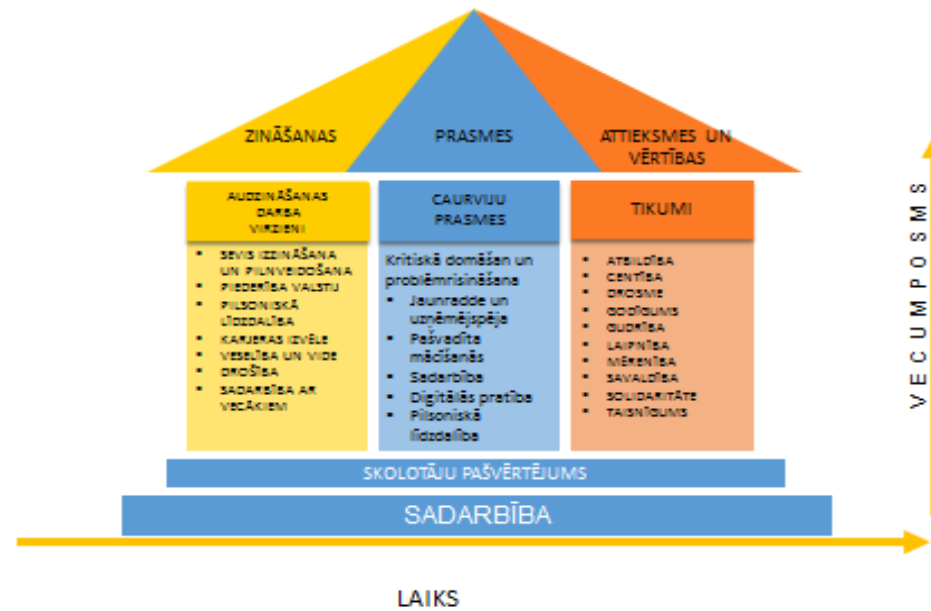 ZINĀŠANAS
PRASMES
ATTIEKSMES UN
VĒRTĪBAS
AUDZINĀŠANAS
DARBA
VIRZIENI
▪ SEVIS IZZINĀŠANA
UN PILNVEIDOŠANA
▪ PIEDERĪBA VALSTIJ
▪ PILSONISKĀ
LĪDZDALĪBA
▪ KARJERAS IZVĒLE
▪ VESELĪBA UN VIDE
▪ DROŠĪBA
▪ SADARBĪBA AR
VECĀKIEM
CAURVIJU
PRASMES
Kritiskā domāšan un
problēmrisināšana
▪ Jaunrade un
uzņēmējspēja
▪ Pašvadīta
mācīšanās
▪ Sadarbība
▪ Digitālās pratība
▪ Pilsoniskā
līdzdalība
TIKUMI
▪ ATBILDĪBA
▪ CENTĪBA
▪ DROSME
▪ GODĪGUMS
▪ GUDRĪBA
▪ LAIPNĪBA
▪ MĒRENĪBA
▪ SAVALDĪBA
▪ SOLIDARITĀTE
▪ TAISNĪGUMS
SKOLOTĀJU PAŠVĒRTĒJUMS
SADARBĪBA
LAIKS
VECUMPOSMS